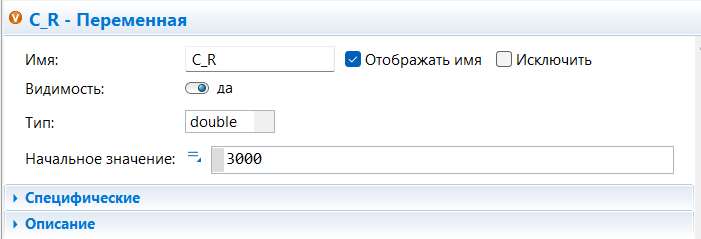 C_R - Переменная
Имя: C_R Отображать имя Исключить
Видимость: да
Тип: double
Начальное значение: 3000
Специфические
Описание